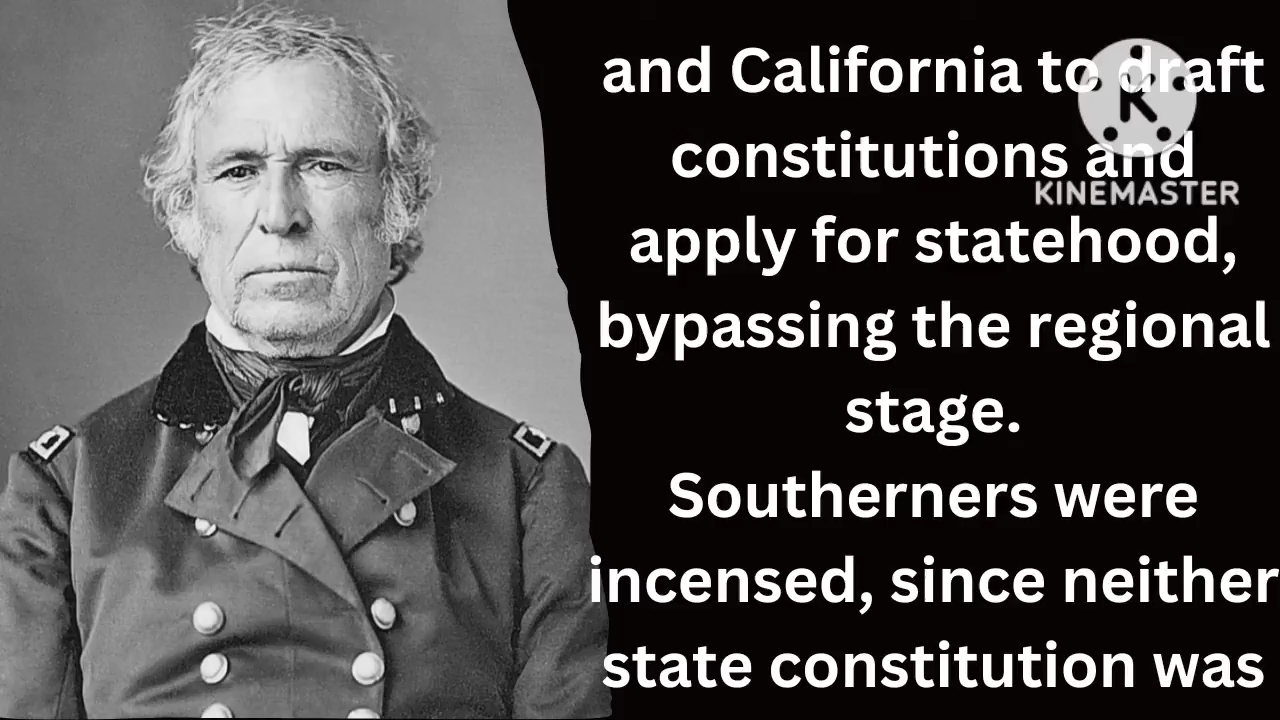 and California to draft
constitutions and
KINEMASTER
apply for statehood,
bypassing the regional
stage.
Southerners were
incensed, since neither
state constitution was